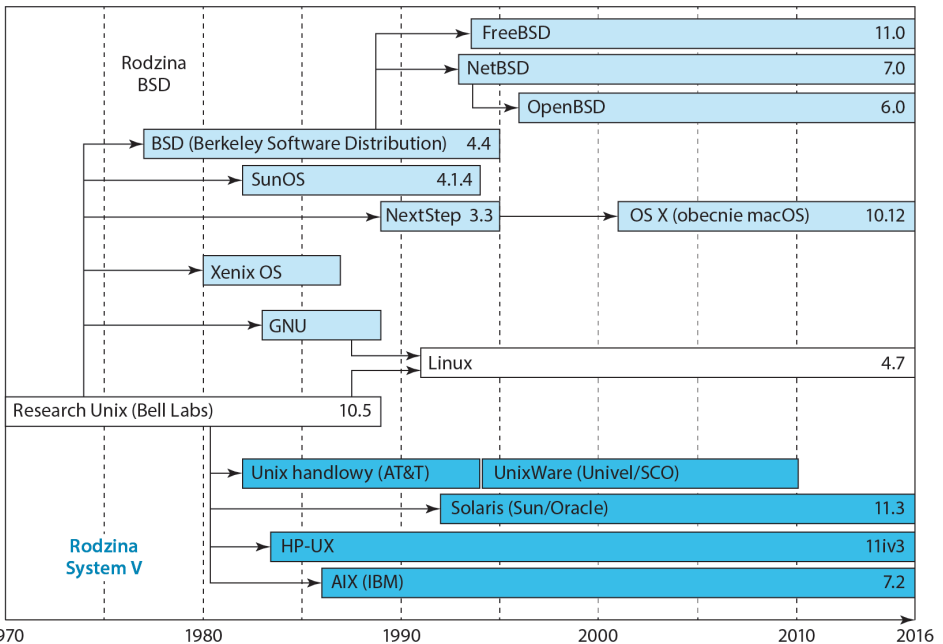 FreeBSD 11.0
Rodzina
BSD
NetBSD 7.0
OpenBSD 6.0
BSD (Berkeley Software Distribution) 4.4
SunOS 4.1.4
NextStep 3.3
OS X (obecnie macOS) 10.12
Xenix OS
GNU
Linux 4.7
Research Unix (Bell Labs) 10.5
Unix handlowy (AT&T)
UnixWare (Univel/SCO)
Solaris (Sun/Oracle) 11.3
Rodzina
System V
HP-UX 11iv3
AIX (IBM) 7.2
970 1980 1990 2000 2010 2016